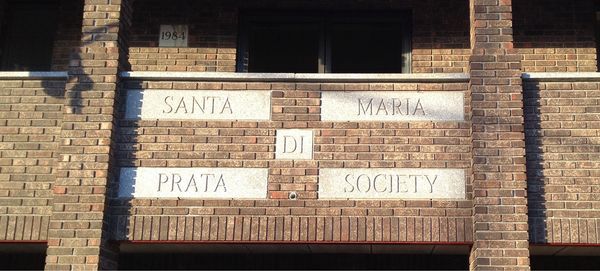 1984
SANTA MARIA
DI
PRATA SOCIETY